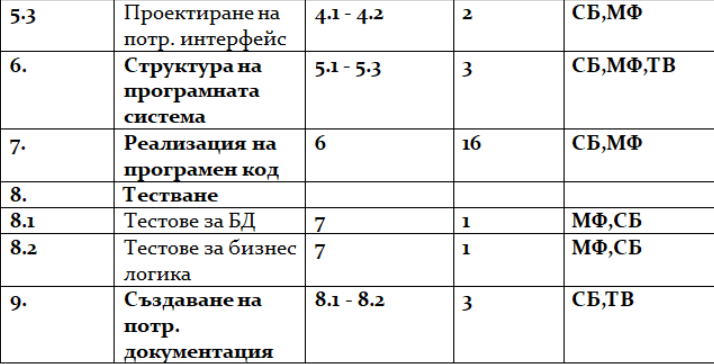 5.3 Проектиране на 4.1 - 4.2 2 СБ,МФ
потр. интерфейс
6. Структура на 5.1 - 5.3 3 СБ,МФ,ТВ
програмната
система
7. Реализация на 6 16 СБ,МФ
програмен код
8. Тестване
8.1 Тестове за БД 7 1 МФ,СБ
8.2 Тестове за бизнес 7 1 МФ,СБ
логика
9. Създаване на 8.1 - 8.2 3 СБ,ТВ
потр.
документация